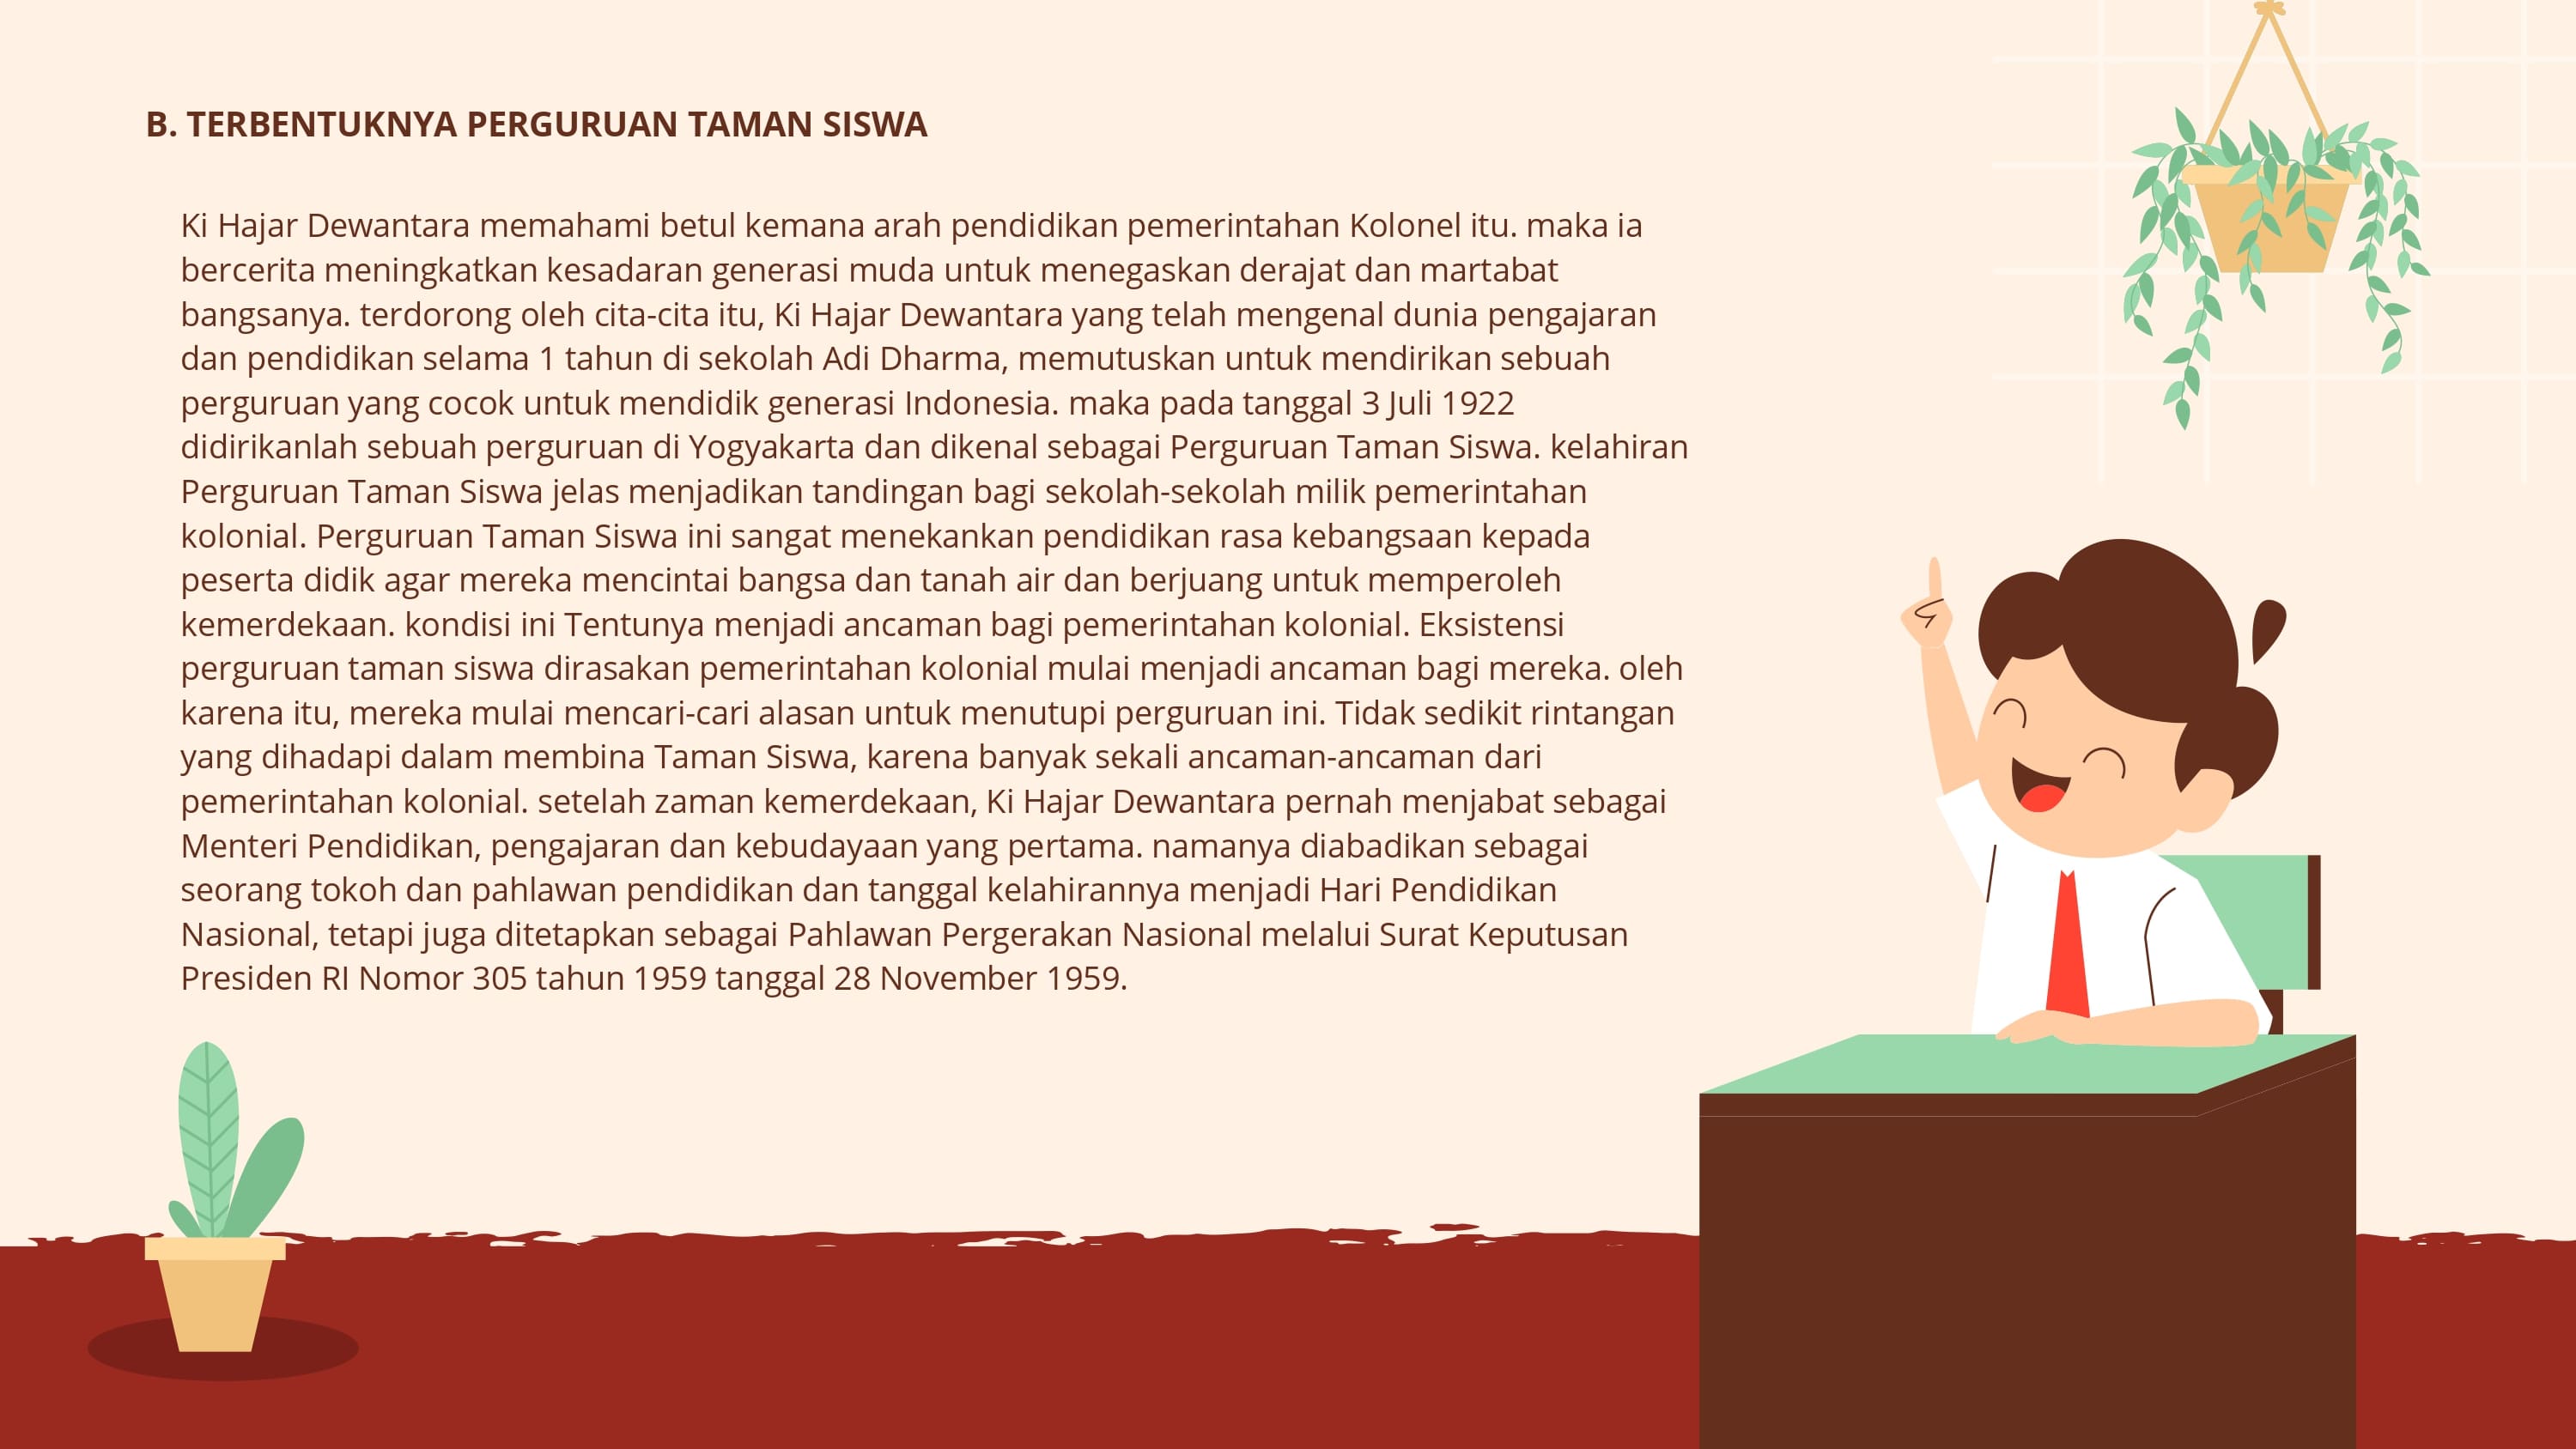 B. TERBENTUKNYA PERGURUAN TAMAN SISWA
Ki Hajar Dewantara memahami betul kemana arah pendidikan pemerintahan Kolonel itu. maka ia
bercerita meningkatkan kesadaran generasi muda untuk menegaskan derajat dan martabat
bangsanya. terdorong oleh cita-cita itu, Ki Hajar Dewantara yang telah mengenal dunia pengajaran
dan pendidikan selama 1 tahun di sekolah Adi Dharma, memutuskan untuk mendirikan sebuah
perguruan yang cocok untuk mendidik generasi Indonesia. maka pada tanggal 3 Juli 1922
didirikanlah sebuah perguruan di Yogyakarta dan dikenal sebagai Perguruan Taman Siswa. kelahiran
Perguruan Taman Siswa jelas menjadikan tandingan bagi sekolah-sekolah milik pemerintahan
kolonial. Perguruan Taman Siswa ini sangat menekankan pendidikan rasa kebangsaan kepada
peserta didik agar mereka mencintai bangsa dan tanah air dan berjuang untuk memperoleh
kemerdekaan. kondisi ini Tentunya menjadi ancaman bagi pemerintahan kolonial. Eksistensi
perguruan taman siswa dirasakan pemerintahan kolonial mulai menjadi ancaman bagi mereka. oleh
karena itu, mereka mulai mencari-cari alasan untuk menutupi perguruan ini. Tidak sedikit rintangan
yang dihadapi dalam membina Taman Siswa, karena banyak sekali ancaman-ancaman dari
pemerintahan kolonial. setelah zaman kemerdekaan, Ki Hajar Dewantara pernah menjabat sebagai
Menteri Pendidikan, pengajaran dan kebudayaan yang pertama. namanya diabadikan sebagai
seorang tokoh dan pahlawan pendidikan dan tanggal kelahirannya menjadi Hari Pendidikan
Nasional, tetapi juga ditetapkan sebagai Pahlawan Pergerakan Nasional melalui Surat Keputusan
Presiden RI Nomor 305 tahun 1959 tanggal 28 November 1959.